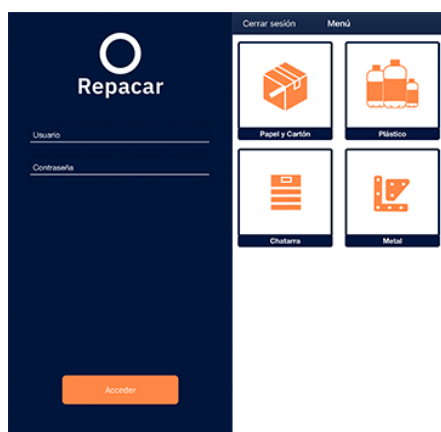 Repacar
Usuario
Contraseña
Acceder
Cerrar sesión
Menú
Papel y Cartón
Plástico
Chatarra
Metal